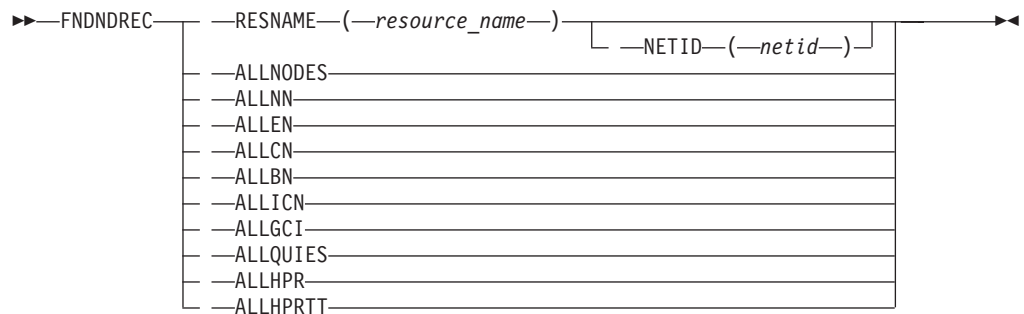 FNDNDREC RESNAME ( resource_name )
NETID ( netid )
ALLNODES
ALLNN
ALLEN
ALLCN
ALLBN
ALLICN
ALLGCI
ALLQUIES
ALLHPR
ALLHPRTT